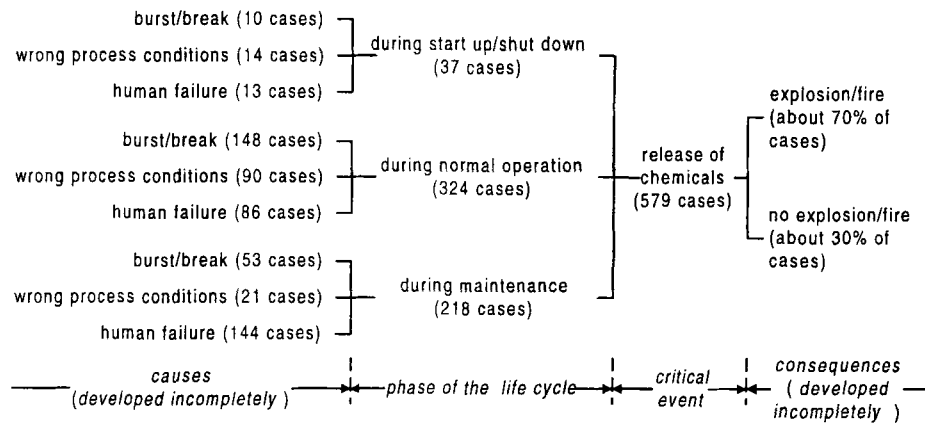 burst/break (10 cases)
wrong process conditions (14 cases)
human failure (13 cases)
during start up/shut down
(37 cases)
burst/break (148 cases)
wrong process conditions (90 cases)
human failure (86 cases)
during normal operation
(324 cases)
burst/break (53 cases)
wrong process conditions (21 cases)
human failure (144 cases)
during maintenance
(218 cases)
release of
chemicals
(579 cases)
explosion/fire
(about 70% of
cases)
no explosion/fire
(about 30% of
cases)
causes
(developed incompletely )
phase of the life cycle
critical
event
consequences
( developed
incompletely )